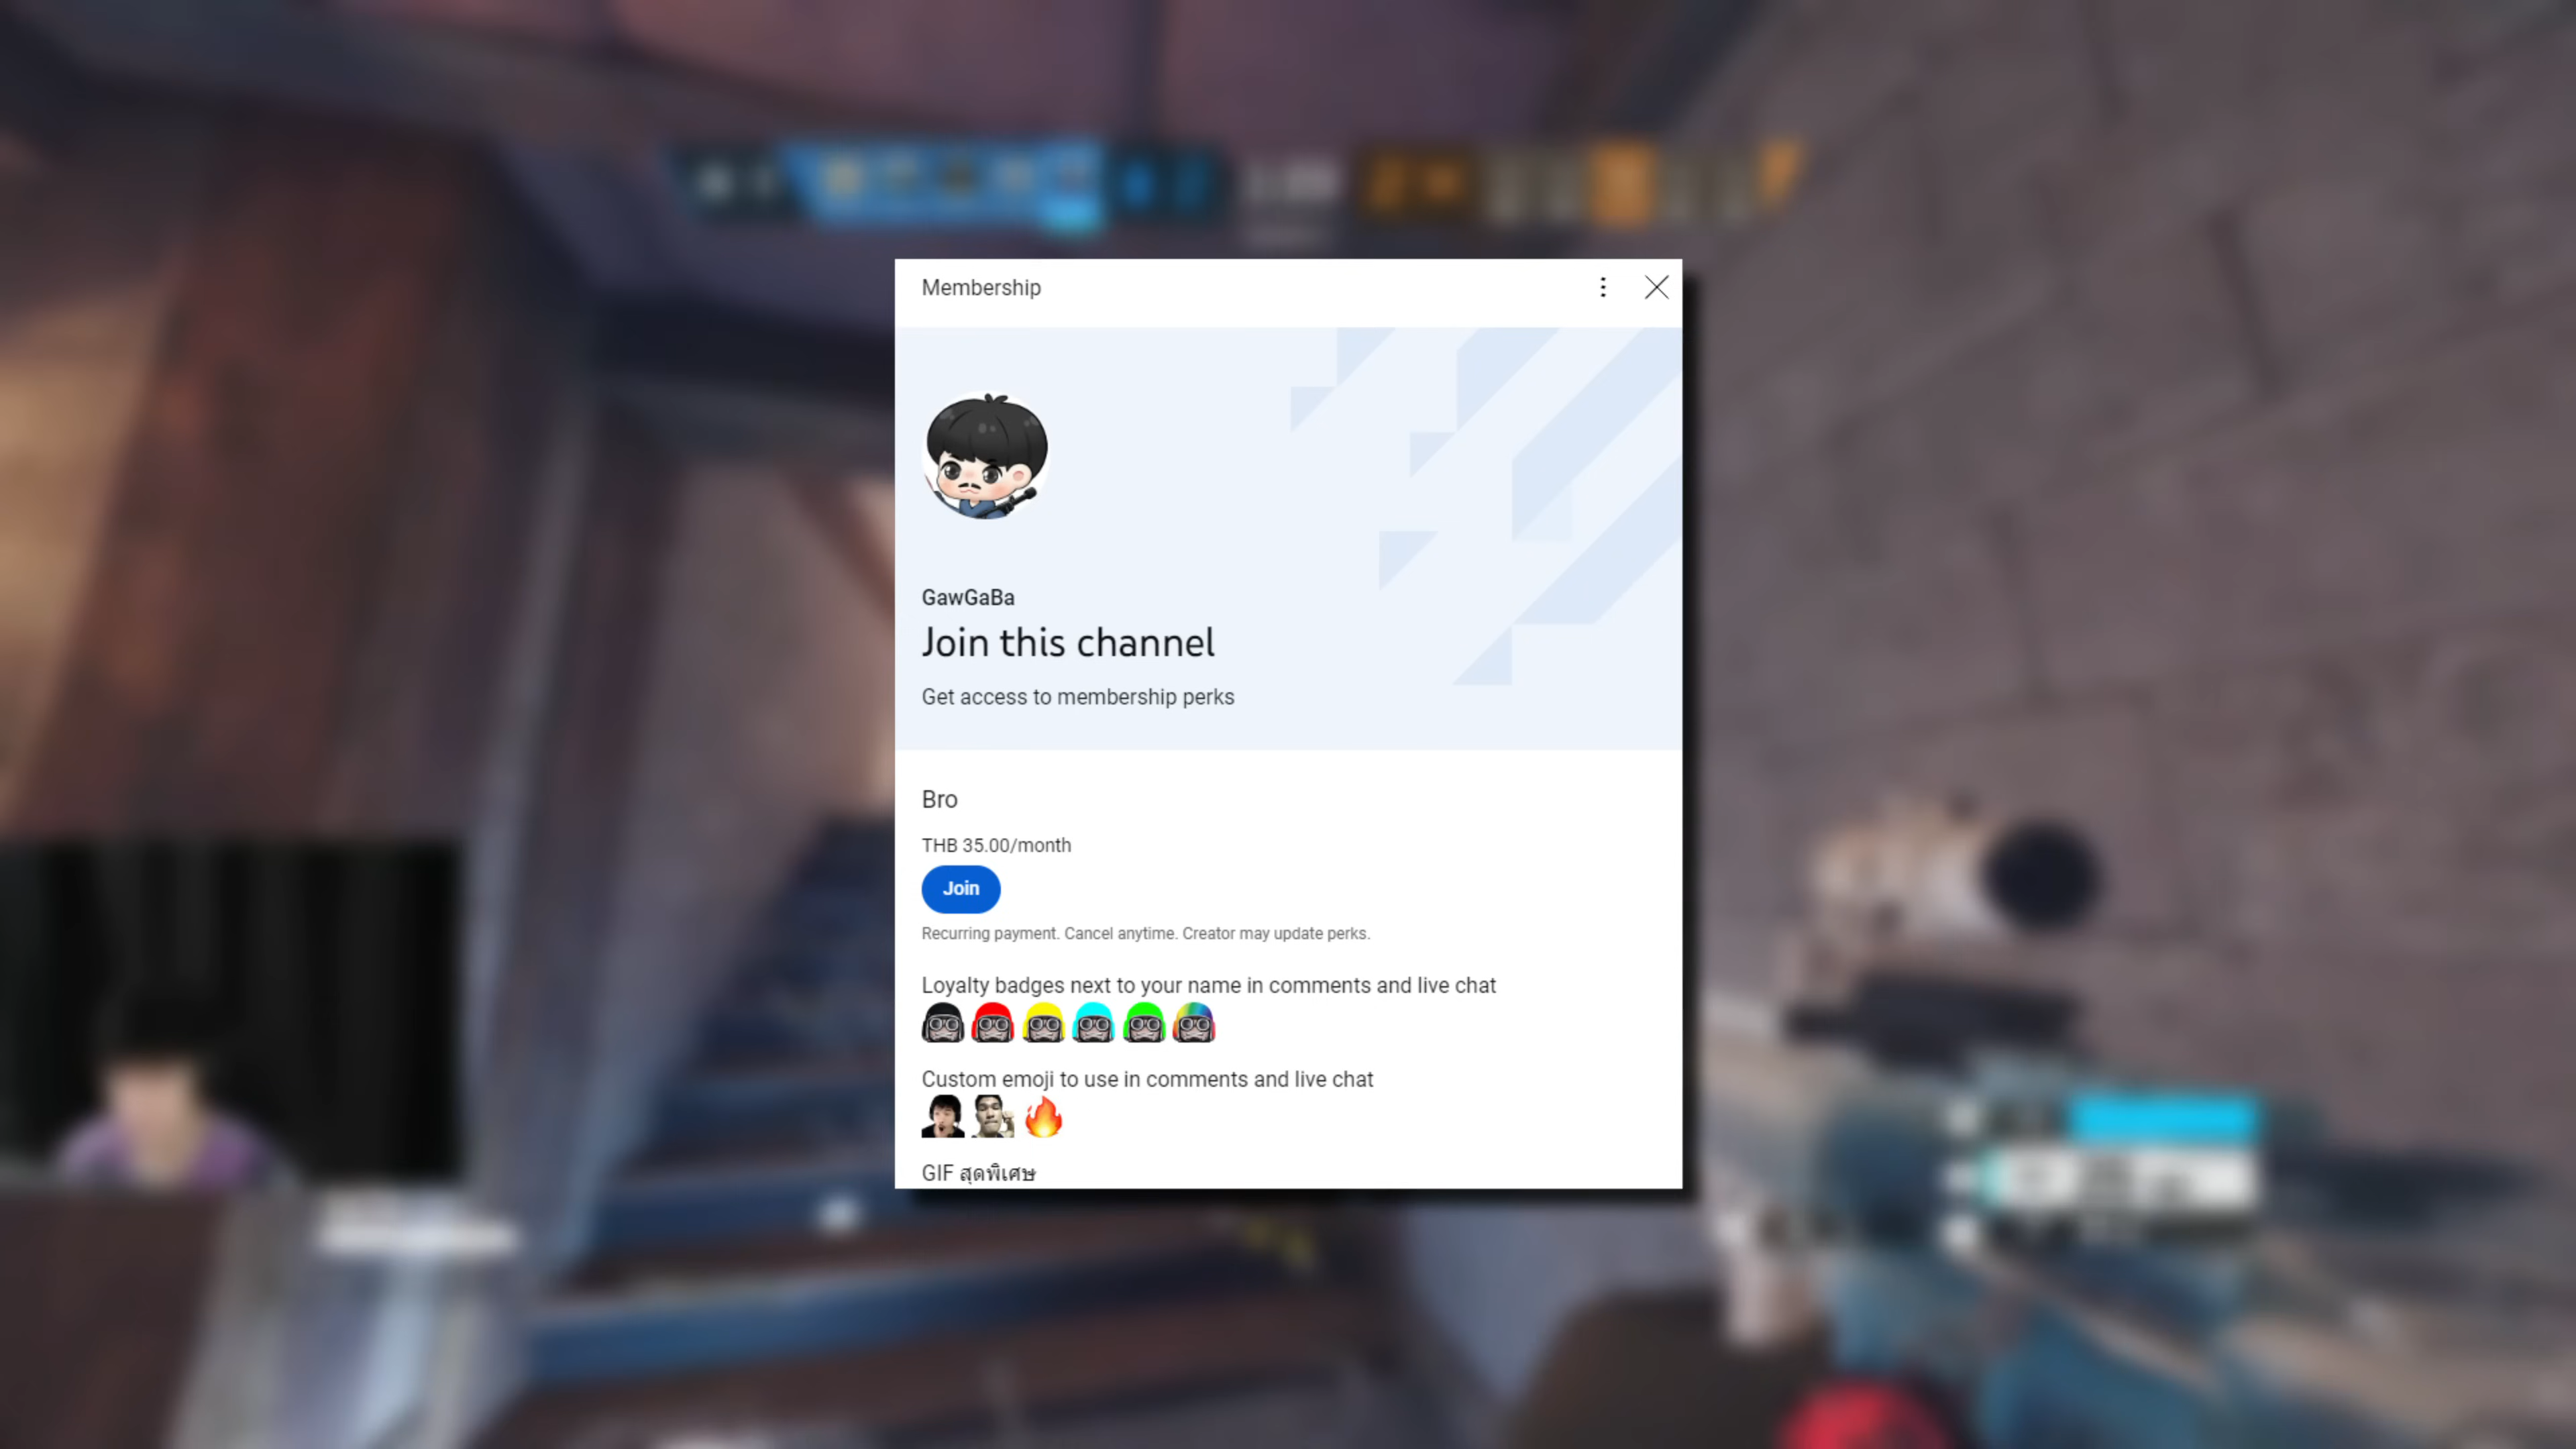 Membership
GawGaBa
Join this channel
Get access to membership perks
Bro
THB 35.00/month
Join
Recurring payment. Cancel anytime. Creator may update perks.
Loyalty badges next to your name in comments and live chat
Custom emoji to use in comments and live chat
GIF สุดพิเศษ